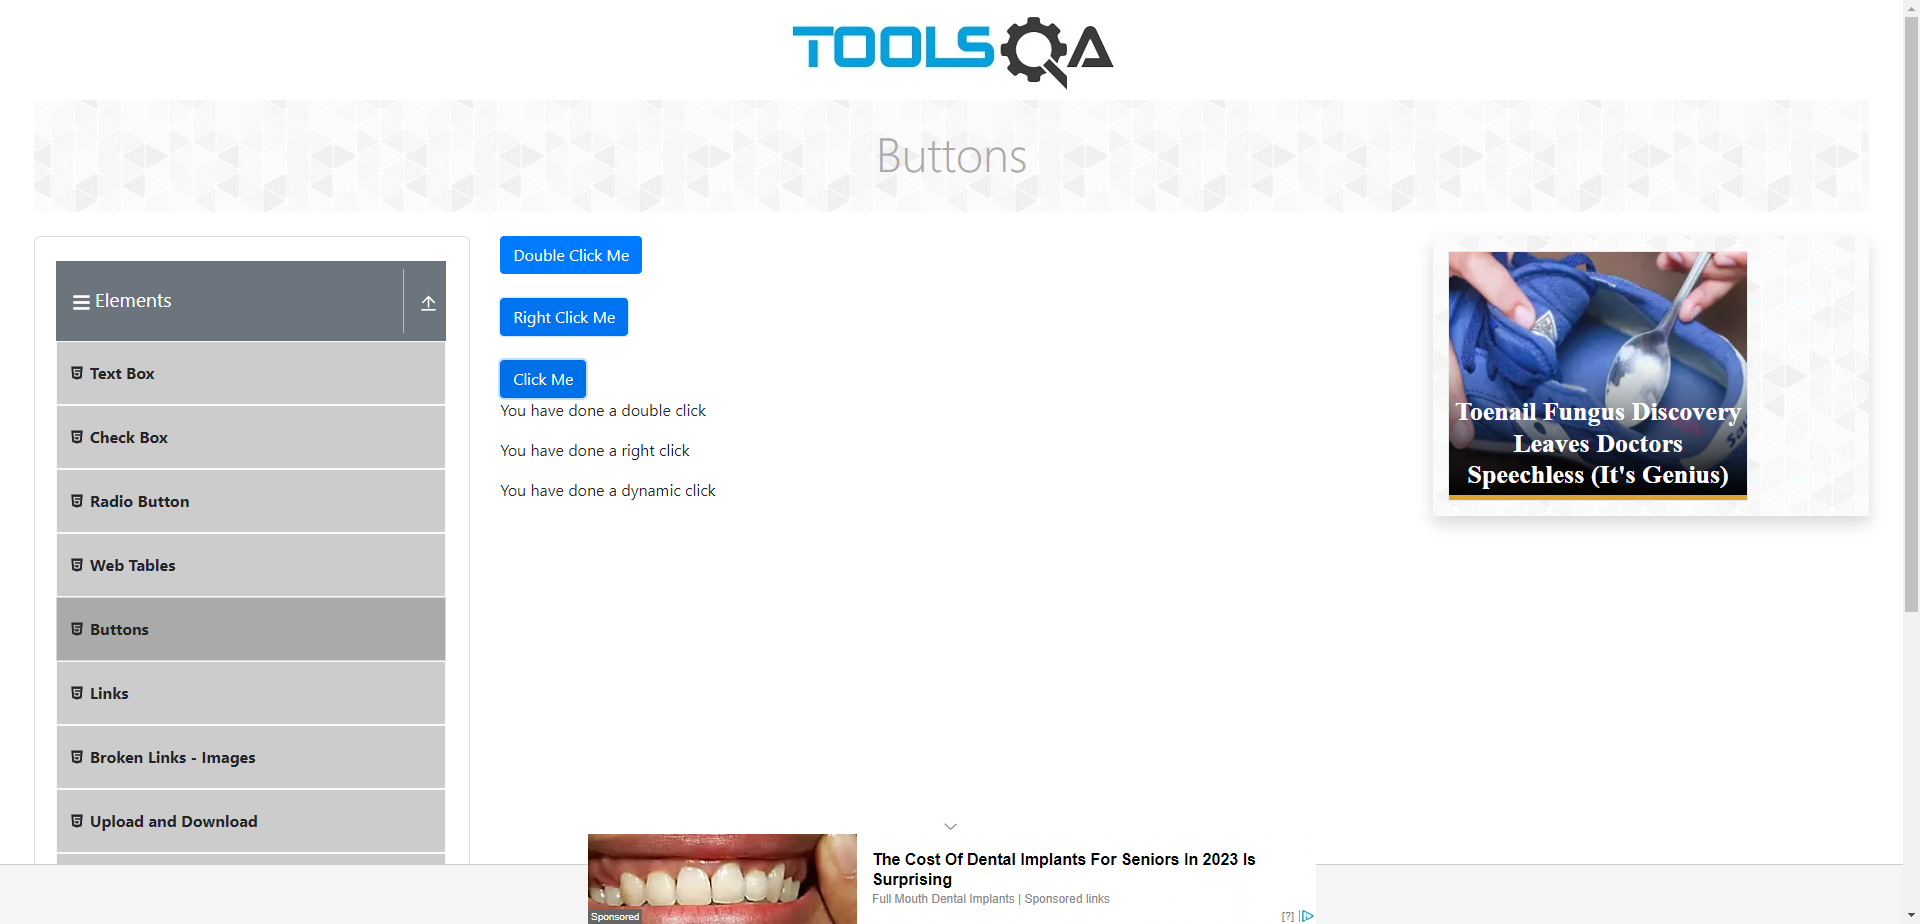 TOOLSQA
Buttons
Elements
Text Box
Check Box
Radio Button
Web Tables
Buttons
Links
Broken Links - Images
Upload and Download
Double Click Me
Right Click Me
Click Me
You have done a double click
You have done a right click
You have done a dynamic click
Toenail Fungus Discovery
Leaves Doctors
Speechless (It's Genius)
The Cost Of Dental Implants For Seniors In 2023 Is
Surprising
Full Mouth Dental Implants | Sponsored links
Sponsored
[?]